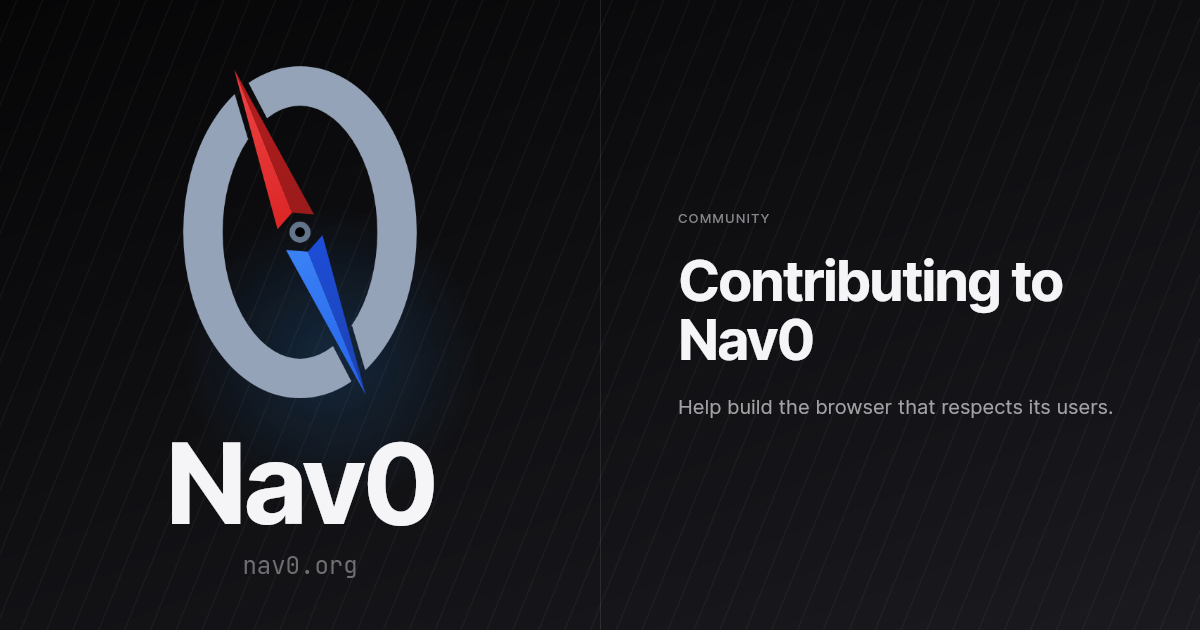 Nav0
nav0.org
COMMUNITY
Contributing to
Nav0
Help build the browser that respects its users.